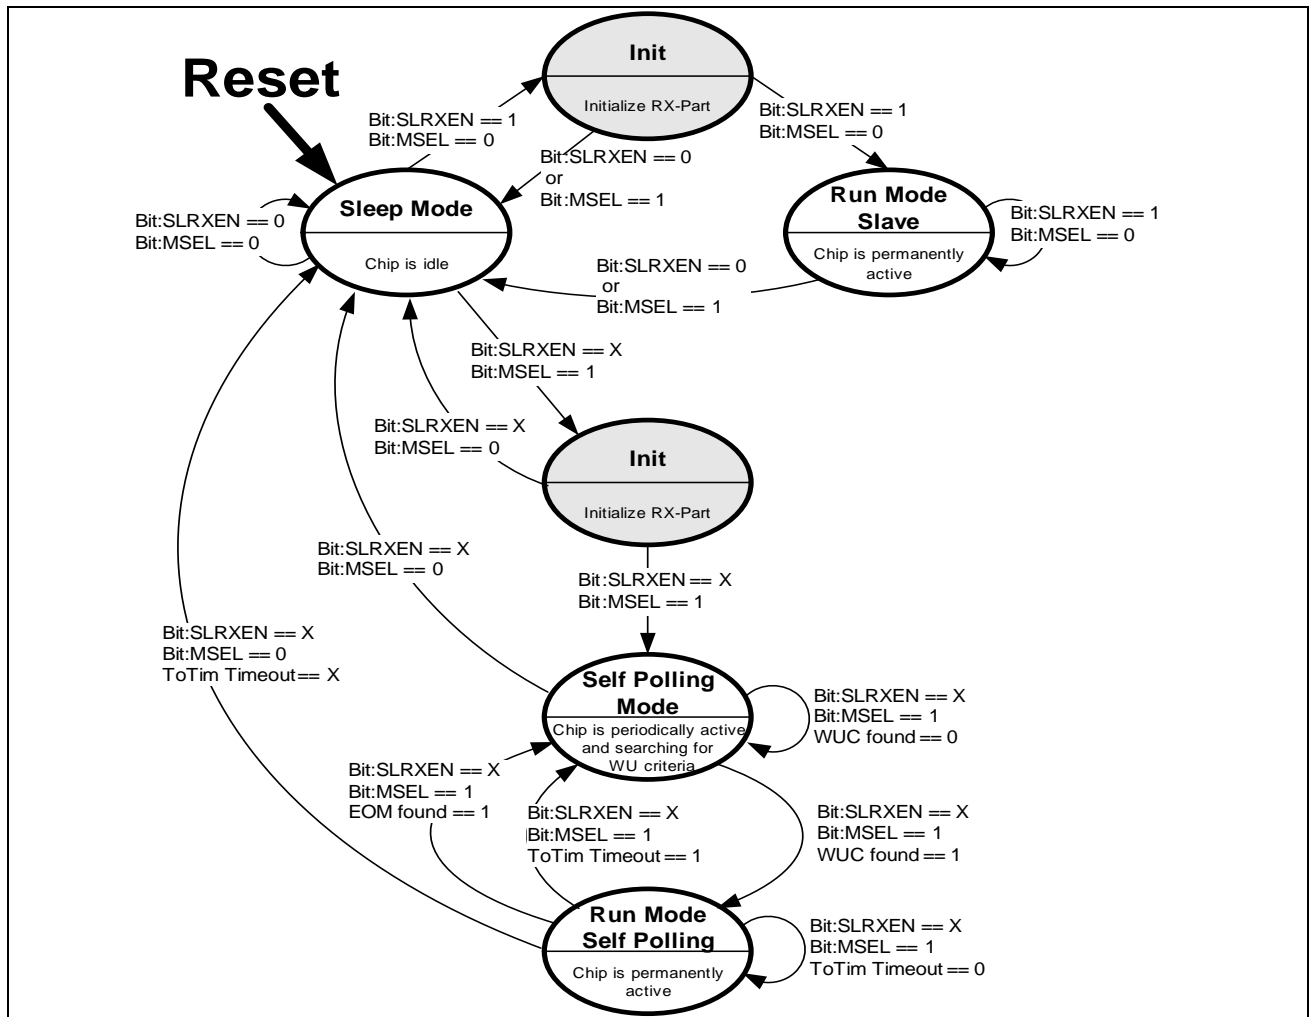 Init
Initialize RX-Part
Reset
Bit:SLRXEN == 1
Bit:MSEL == 0
Bit:SLRXEN == 1
Bit:MSEL == 0
Bit:SLRXEN == 0
or
Bit:MSEL == 1
Sleep Mode
Chip is idle
Bit:SLRXEN == 0
Bit:MSEL == 0
Run Mode
Slave
Chip is permanently
active
Bit:SLRXEN == 1
Bit:MSEL == 0
Bit:SLRXEN == 0
or
Bit:MSEL == 1
Bit:SLRXEN == X
Bit:MSEL == 1
Bit:SLRXEN == X
Bit:MSEL == 0
Init
Initialize RX-Part
Bit:SLRXEN == X
Bit:MSEL == 0
Bit:SLRXEN == X
Bit:MSEL == 1
Bit:SLRXEN == X
Bit:MSEL == 0
ToTim Timeout== X
Self Polling
Mode
Chip is periodically active
and searching for
WU criteria
Bit:SLRXEN == X
Bit:MSEL == 1
WUC found == 0
Bit:SLRXEN == X
Bit:MSEL == 1
EOM found == 1
Bit:SLRXEN == X
Bit:MSEL == 1
ToTim Timeout == 1
Bit:SLRXEN == X
Bit:MSEL == 1
WUC found == 1
Run Mode
Self Polling
Chip is permanently
active
Bit:SLRXEN == X
Bit:MSEL == 1
ToTim Timeout == 0